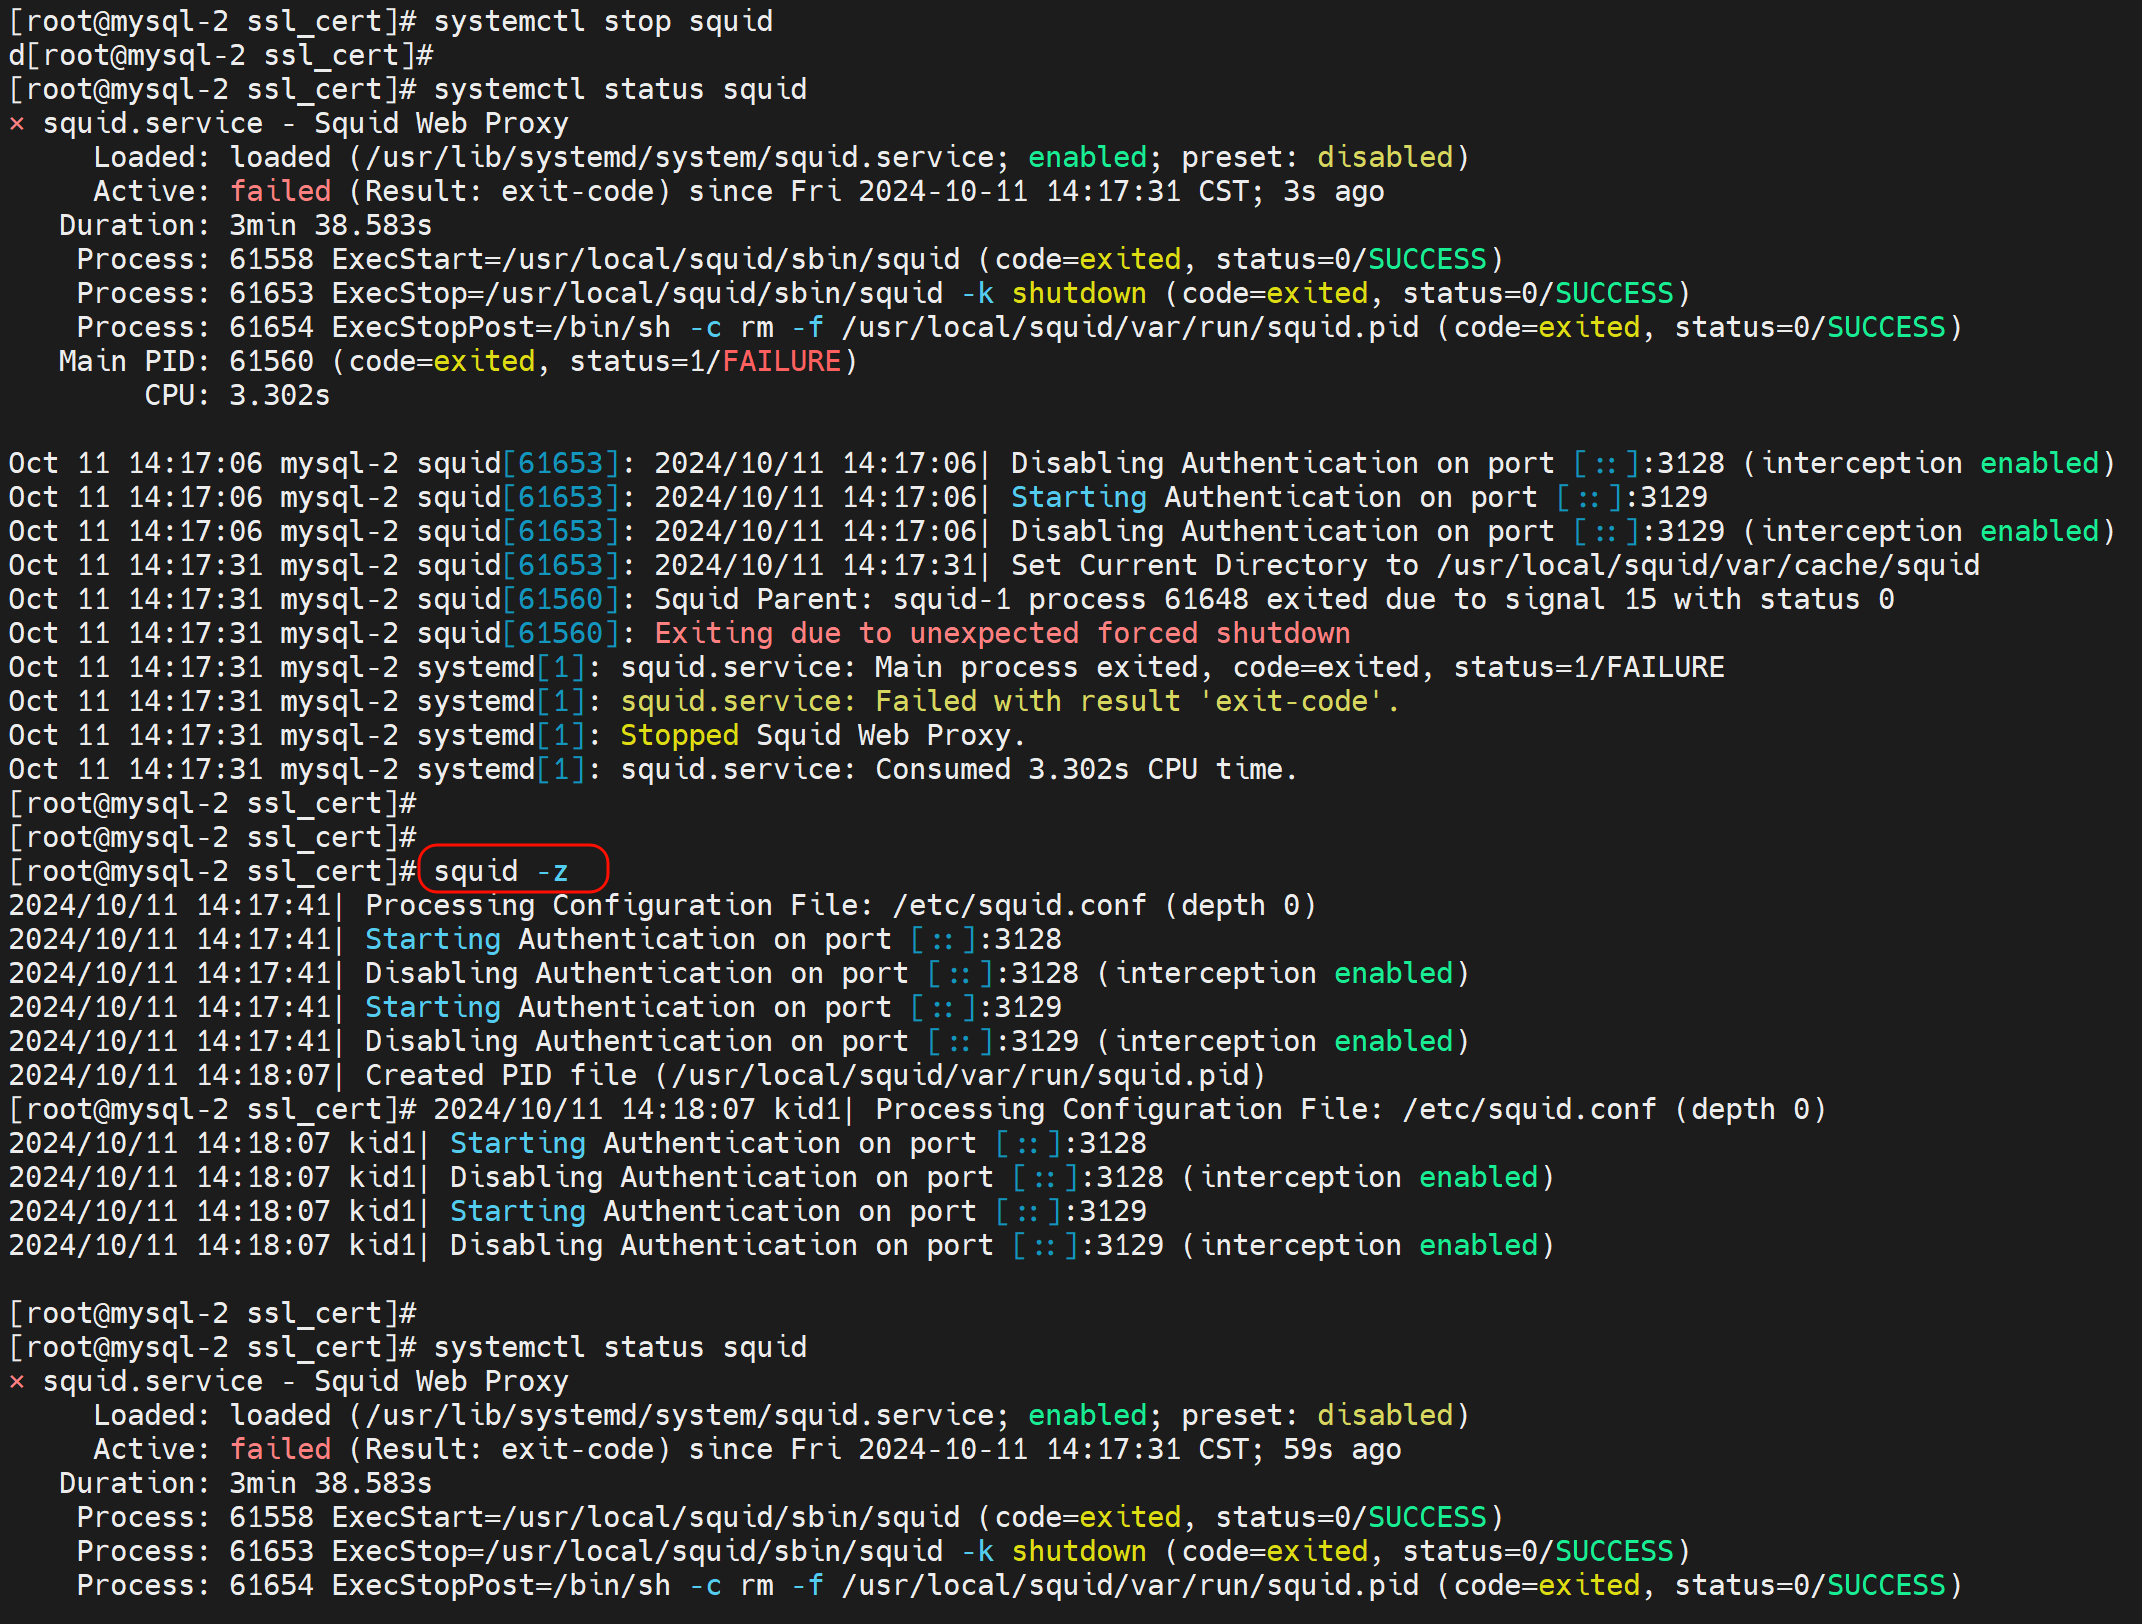 [root@mysql-2 ssl_cert]# systemctl stop squid
d[root@mysql-2 ssl_cert]#
[root@mysql-2 ssl_cert]# systemctl status squid
× squid.service - Squid Web Proxy
     Loaded: loaded (/usr/lib/systemd/system/squid.service; enabled; preset: disabled)
     Active: failed (Result: exit-code) since Fri 2024-10-11 14:17:31 CST; 3s ago
   Duration: 3min 38.583s
    Process: 61558 ExecStart=/usr/local/squid/sbin/squid (code=exited, status=0/SUCCESS)
    Process: 61653 ExecStop=/usr/local/squid/sbin/squid -k shutdown (code=exited, status=0/SUCCESS)
    Process: 61654 ExecStopPost=/bin/sh -c rm -f /usr/local/squid/var/run/squid.pid (code=exited, status=0/SUCCESS)
   Main PID: 61560 (code=exited, status=1/FAILURE)
        CPU: 3.302s
Oct 11 14:17:06 mysql-2 squid[61653]: 2024/10/11 14:17:06| Disabling Authentication on port [::]:3128 (interception enabled)
Oct 11 14:17:06 mysql-2 squid[61653]: 2024/10/11 14:17:06| Starting Authentication on port [::]:3129
Oct 11 14:17:06 mysql-2 squid[61653]: 2024/10/11 14:17:06| Disabling Authentication on port [::]:3129 (interception enabled)
Oct 11 14:17:31 mysql-2 squid[61653]: 2024/10/11 14:17:31| Set Current Directory to /usr/local/squid/var/cache/squid
Oct 11 14:17:31 mysql-2 squid[61560]: Squid Parent: squid-1 process 61648 exited due to signal 15 with status 0
Oct 11 14:17:31 mysql-2 squid[61560]: Exiting due to unexpected forced shutdown
Oct 11 14:17:31 mysql-2 systemd[1]: squid.service: Main process exited, code=exited, status=1/FAILURE
Oct 11 14:17:31 mysql-2 systemd[1]: squid.service: Failed with result 'exit-code'.
Oct 11 14:17:31 mysql-2 systemd[1]: Stopped Squid Web Proxy.
Oct 11 14:17:31 mysql-2 systemd[1]: squid.service: Consumed 3.302s CPU time.
[root@mysql-2 ssl_cert]#
[root@mysql-2 ssl_cert]#
[root@mysql-2 ssl_cert]# squid -z
2024/10/11 14:17:41| Processing Configuration File: /etc/squid.conf (depth 0)
2024/10/11 14:17:41| Starting Authentication on port [::]:3128
2024/10/11 14:17:41| Disabling Authentication on port [::]:3128 (interception enabled)
2024/10/11 14:17:41| Starting Authentication on port [::]:3129
2024/10/11 14:17:41| Disabling Authentication on port [::]:3129 (interception enabled)
2024/10/11 14:18:07| Created PID file (/usr/local/squid/var/run/squid.pid)
[root@mysql-2 ssl_cert]# 2024/10/11 14:18:07 kid1| Processing Configuration File: /etc/squid.conf (depth 0)
2024/10/11 14:18:07 kid1| Starting Authentication on port [::]:3128
2024/10/11 14:18:07 kid1| Disabling Authentication on port [::]:3128 (interception enabled)
2024/10/11 14:18:07 kid1| Starting Authentication on port [::]:3129
2024/10/11 14:18:07 kid1| Disabling Authentication on port [::]:3129 (interception enabled)
[root@mysql-2 ssl_cert]#
[root@mysql-2 ssl_cert]# systemctl status squid
× squid.service - Squid Web Proxy
     Loaded: loaded (/usr/lib/systemd/system/squid.service; enabled; preset: disabled)
     Active: failed (Result: exit-code) since Fri 2024-10-11 14:17:31 CST; 59s ago
   Duration: 3min 38.583s
    Process: 61558 ExecStart=/usr/local/squid/sbin/squid (code=exited, status=0/SUCCESS)
    Process: 61653 ExecStop=/usr/local/squid/sbin/squid -k shutdown (code=exited, status=0/SUCCESS)
    Process: 61654 ExecStopPost=/bin/sh -c rm -f /usr/local/squid/var/run/squid.pid (code=exited, status=0/SUCCESS)